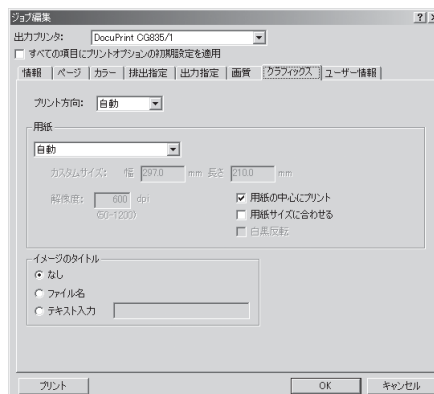 ジョブ編集
出力プリンタ: DocuPrint CG835/1
すべての項目にプリントオプションの初期設定を適用
情報 ページ カラー 排出指定 出力指定 画質 グラフィックス ユーザー情報
プリント方向: 自動
用紙
自動
カスタムサイズ: 幅 297.0 mm 長さ 210.0 mm
解像度: 600 dpi
(50-1200)
用紙の中心にプリント
用紙サイズに合わせる
白黒反転
イメージのタイトル
なし
ファイル名
テキスト入力
プリント OK キャンセル